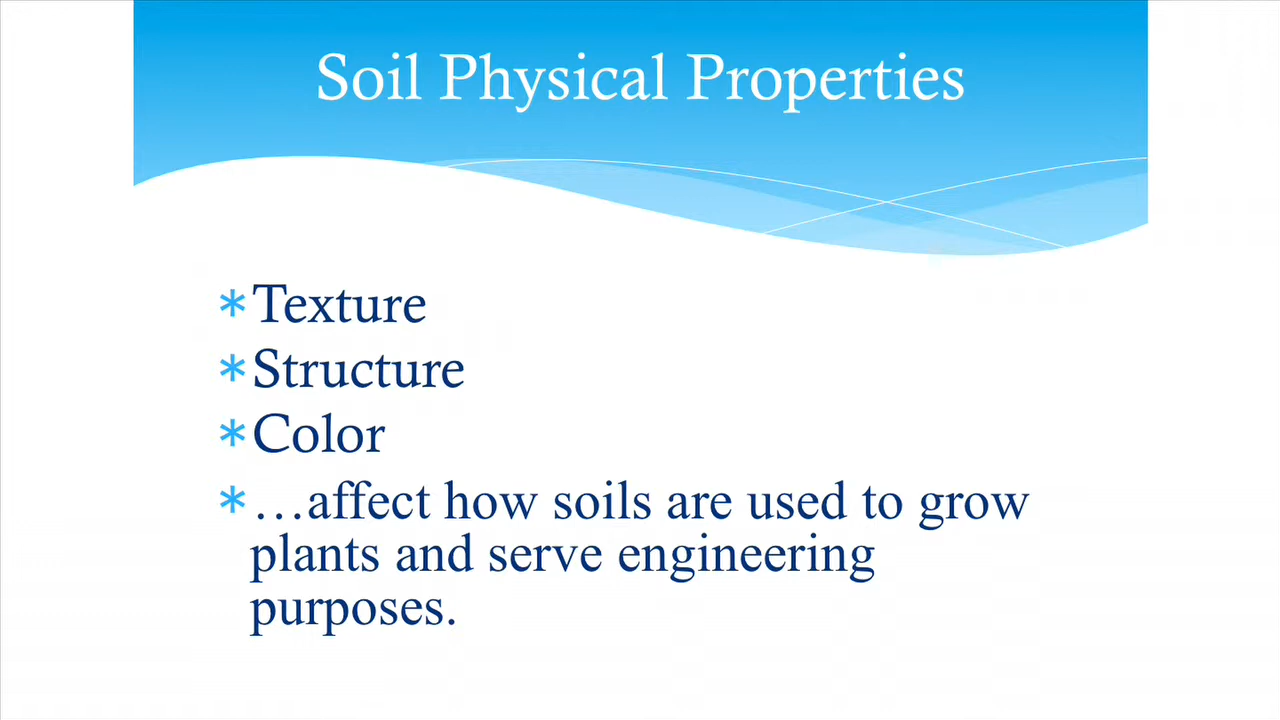 Soil Physical Properties
*Texture
*Structure
*Color
*…affect how soils are used to grow
plants and serve engineering
purposes.